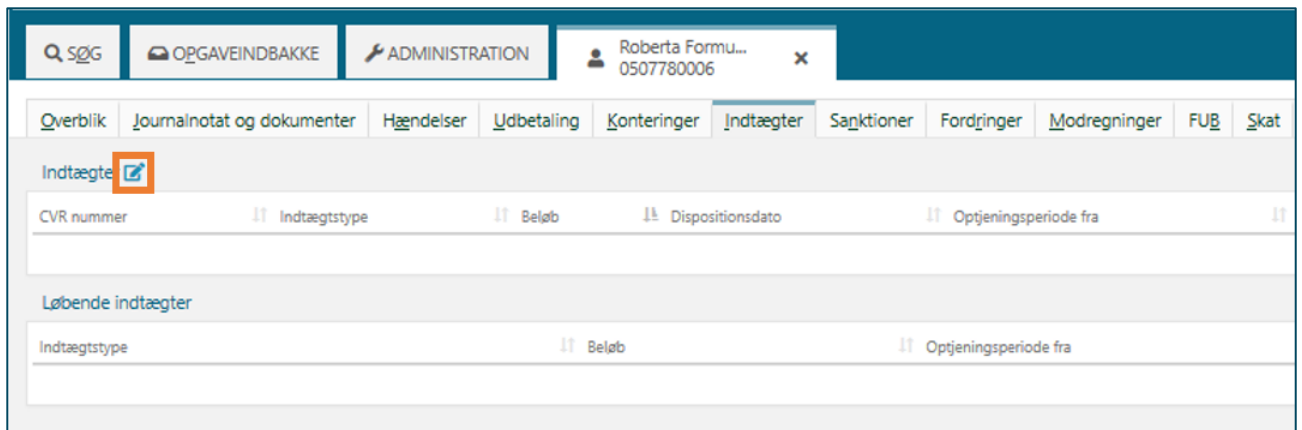 SØG OPGAVEINDBAKKE ADMINISTRATION Roberta Formu...
0507780006
Overblik Journalnotat og dokumenter Hændelser Udbetaling Konteringer Indtægter Sanktioner Fordringer Modregninger FUB Skat
Indtægte
CVR nummer Indtægtstype Beløb Dispositionsdato Optjeningsperiode fra
Løbende indtægter
Indtægtstype Beløb Optjeningsperiode fra